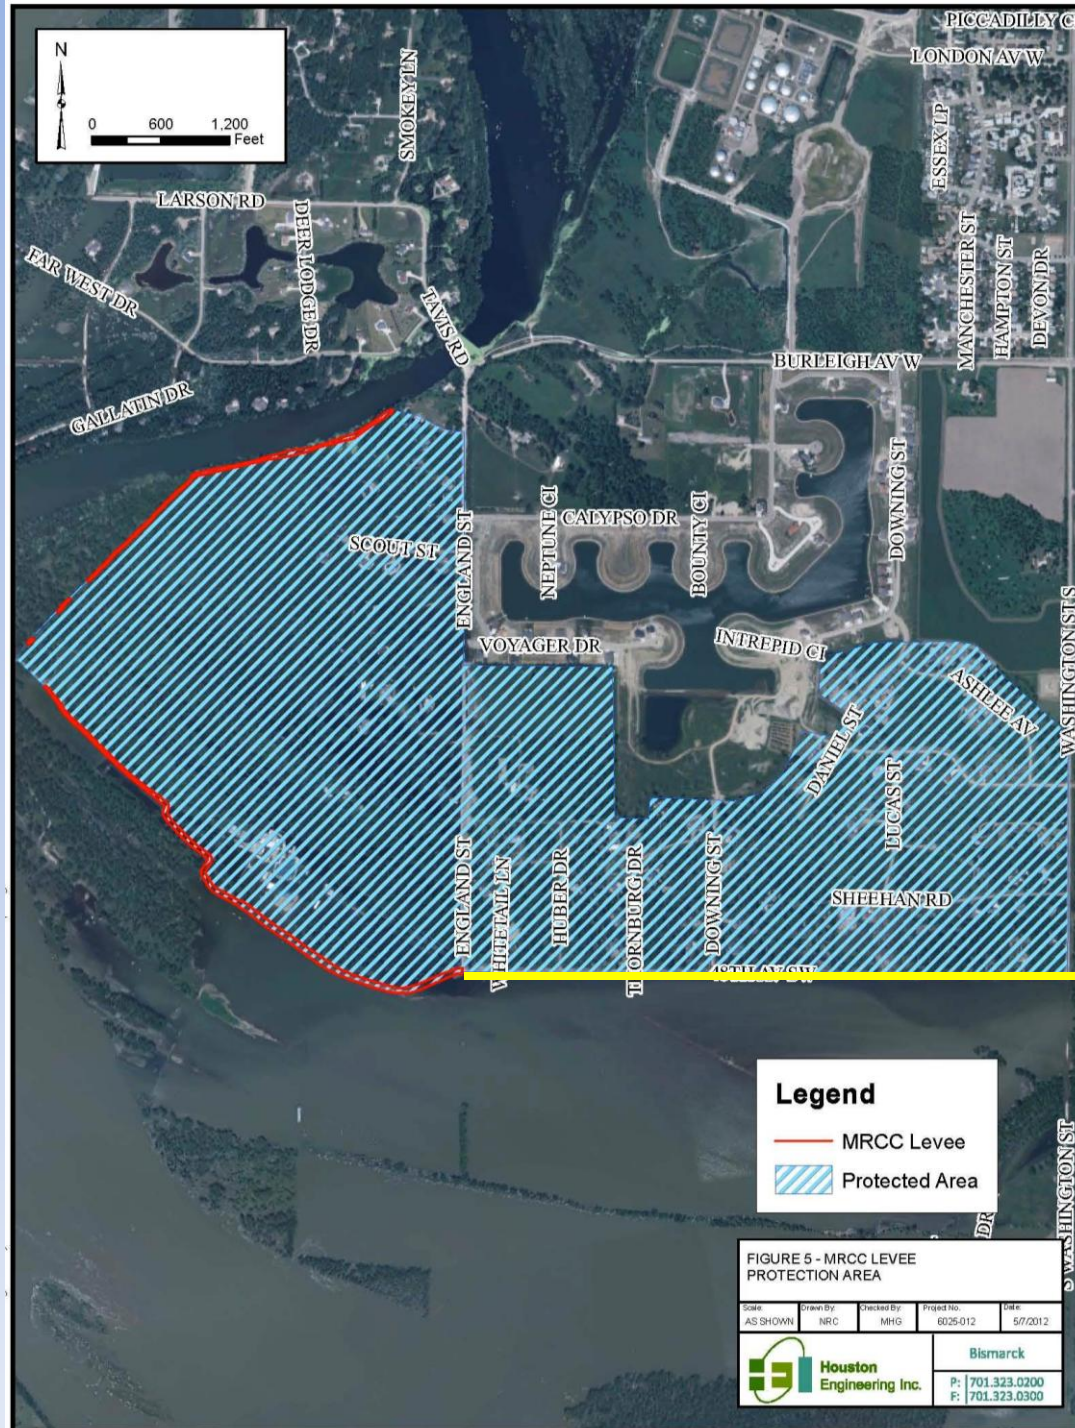 N
0 600 1,200
Feet
PICCADILLY C
LONDON AV W
SMOKEY LN
ESSEX LP
LARSON RD
DEER LODGE DR
MANCHESTER ST
HAMPTON ST
DEVON DR
FAR WEST DR
TAVIS RD
BURLEIGH AV W
GALLATIN DR
DOWNING ST
SCOUT ST
ENGLAND ST
NEPTUNE CI
CALYPSO DR
BOUNTY CI
VOYAGER DR
INTREPID CI
WASHINGTON ST S
ASHLEE AV
DANIEL ST
LUCAS ST
ENGLAND ST
WHITETAIL LN
HUBER DR
THORNBURG DR
DOWNING ST
SHEEHAN RD
48TH AV SW
Legend
MRCC Levee
Protected Area
DR
S WASHINGTON ST
FIGURE 5 - MRCC LEVEE
PROTECTION AREA
Scale: Drawn By: Checked By: Project No. Date:
AS SHOWN NRC MHG 6025-012 5/7/2012
Houston
Engineering Inc.
Bismarck
P: 701.323.0200
F: 701.323.0300